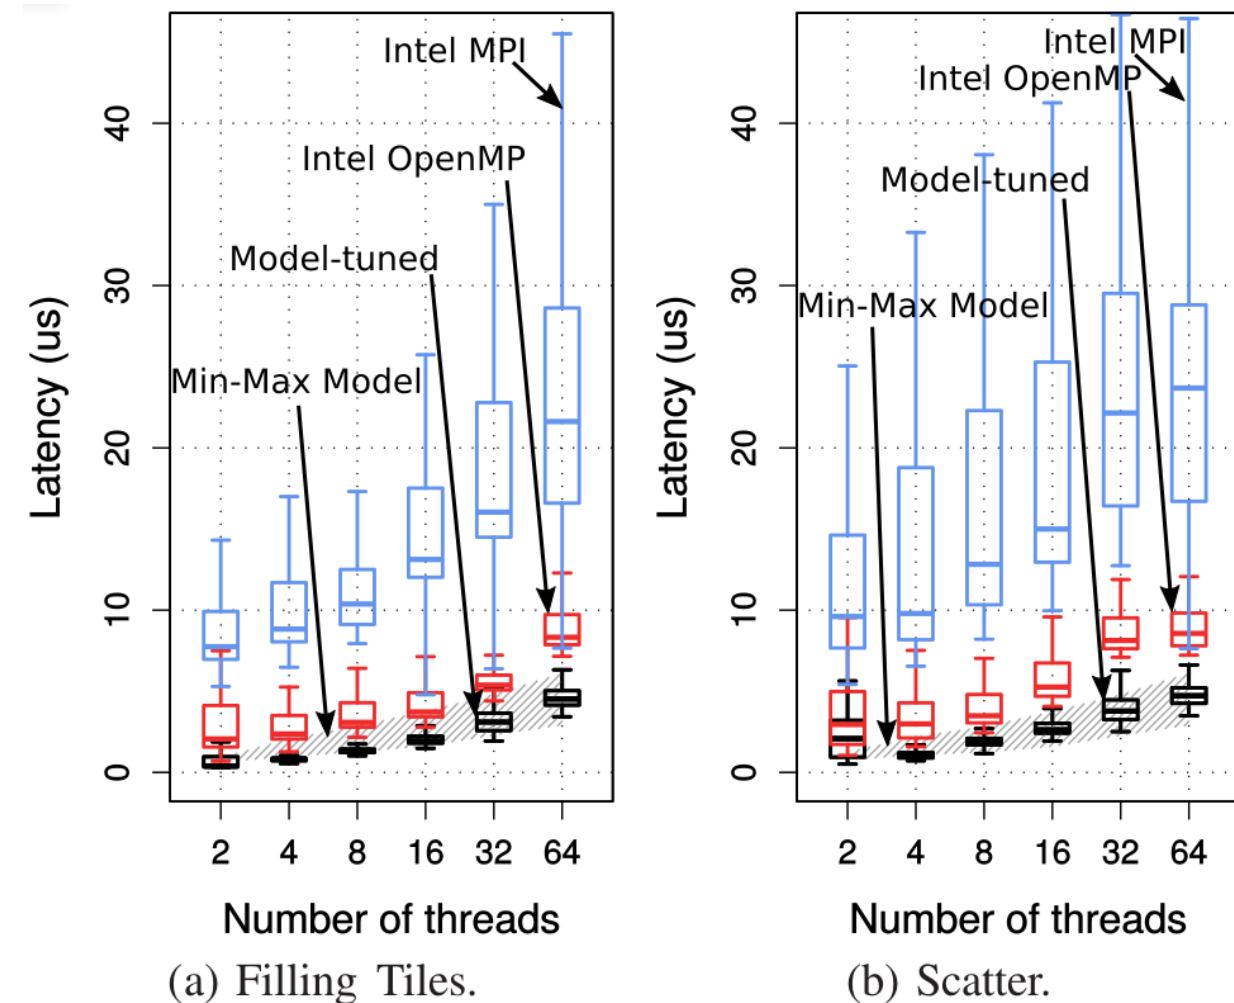 Intel MPI
Intel OpenMP
Model-tuned
Min-Max Model
Latency (us)
40
30
20
10
0
2 4 8 16 32 64
Number of threads
(a) Filling Tiles.
Intel MPI
Intel OpenMP
Model-tuned
Min-Max Model
Latency (us)
40
30
20
10
0
2 4 8 16 32 64
Number of threads
(b) Scatter.